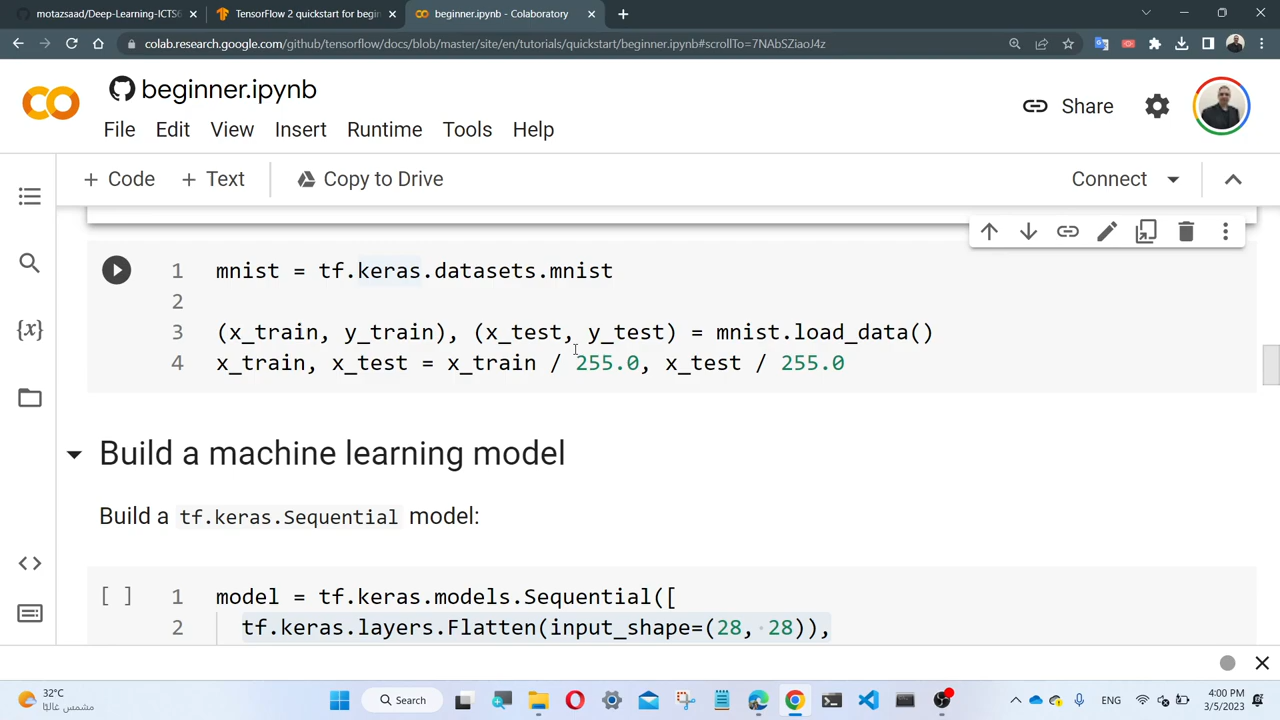 motazsaad/Deep-Learning-ICTS6
TensorFlow 2 quickstart for begin
beginner.ipynb - Colaboratory
colab.research.google.com/github/tensorflow/docs/blob/master/site/en/tutorials/quickstart/beginner.ipynb#scrollTo=7NAbSZiaoJ4z
beginner.ipynb
Share
File Edit View Insert Runtime Tools Help
+ Code + Text Copy to Drive Connect
1 mnist = tf.keras.datasets.mnist
2
3 (x_train, y_train), (x_test, y_test) = mnist.load_data()
4 x_train, x_test = x_train / 255.0, x_test / 255.0
{x}
Build a machine learning model
Build a tf.keras.Sequential model:
[ ] 1 model = tf.keras.models.Sequential([
2 tf.keras.layers.Flatten(input_shape=(28, 28)),
32°C
مشمس غالبًا
Search
ENG
4:00 PM
3/5/2023